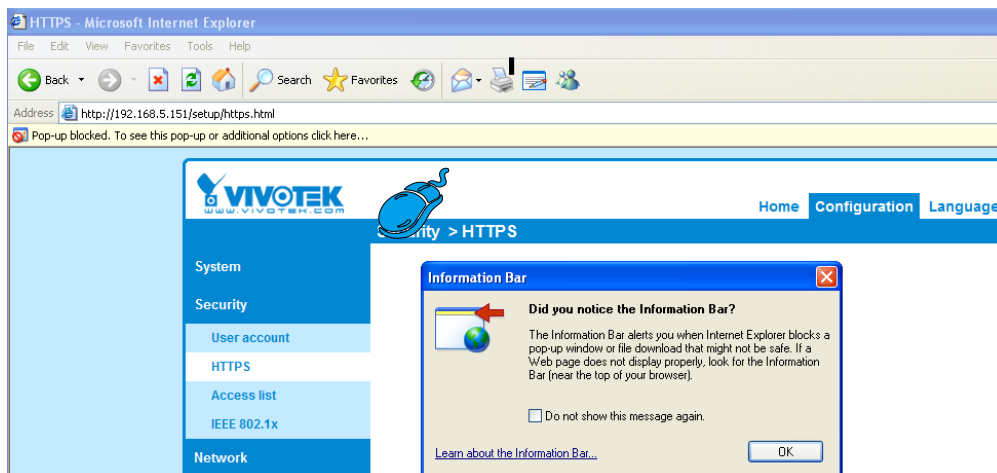 HTTPS - Microsoft Internet Explorer
File Edit View Favorites Tools Help
Back Search Favorites
Address http://192.168.5.151/setup/https.html
Pop-up blocked. To see this pop-up or additional options click here...
VIVOTEK
www.vivotek.com
Home Configuration Language
> HTTPS
System
Security
User account
HTTPS
Access list
IEEE 802.1x
Network
Information Bar
Did you notice the Information Bar?
The Information Bar alerts you when Internet Explorer blocks a
pop-up window or file download that might not be safe. If a
Web page does not display properly, look for the Information
Bar (near the top of your browser).
Do not show this message again.
Learn about the Information Bar...
OK